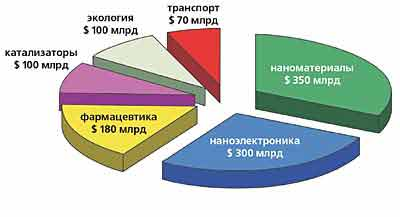 транспорт
$ 70 млрд
экология
$ 100 млрд
катализаторы
$ 100 млрд
наноматериалы
$ 350 млрд
фармацевтика
$ 180 млрд
наноэлектроника
$ 300 млрд